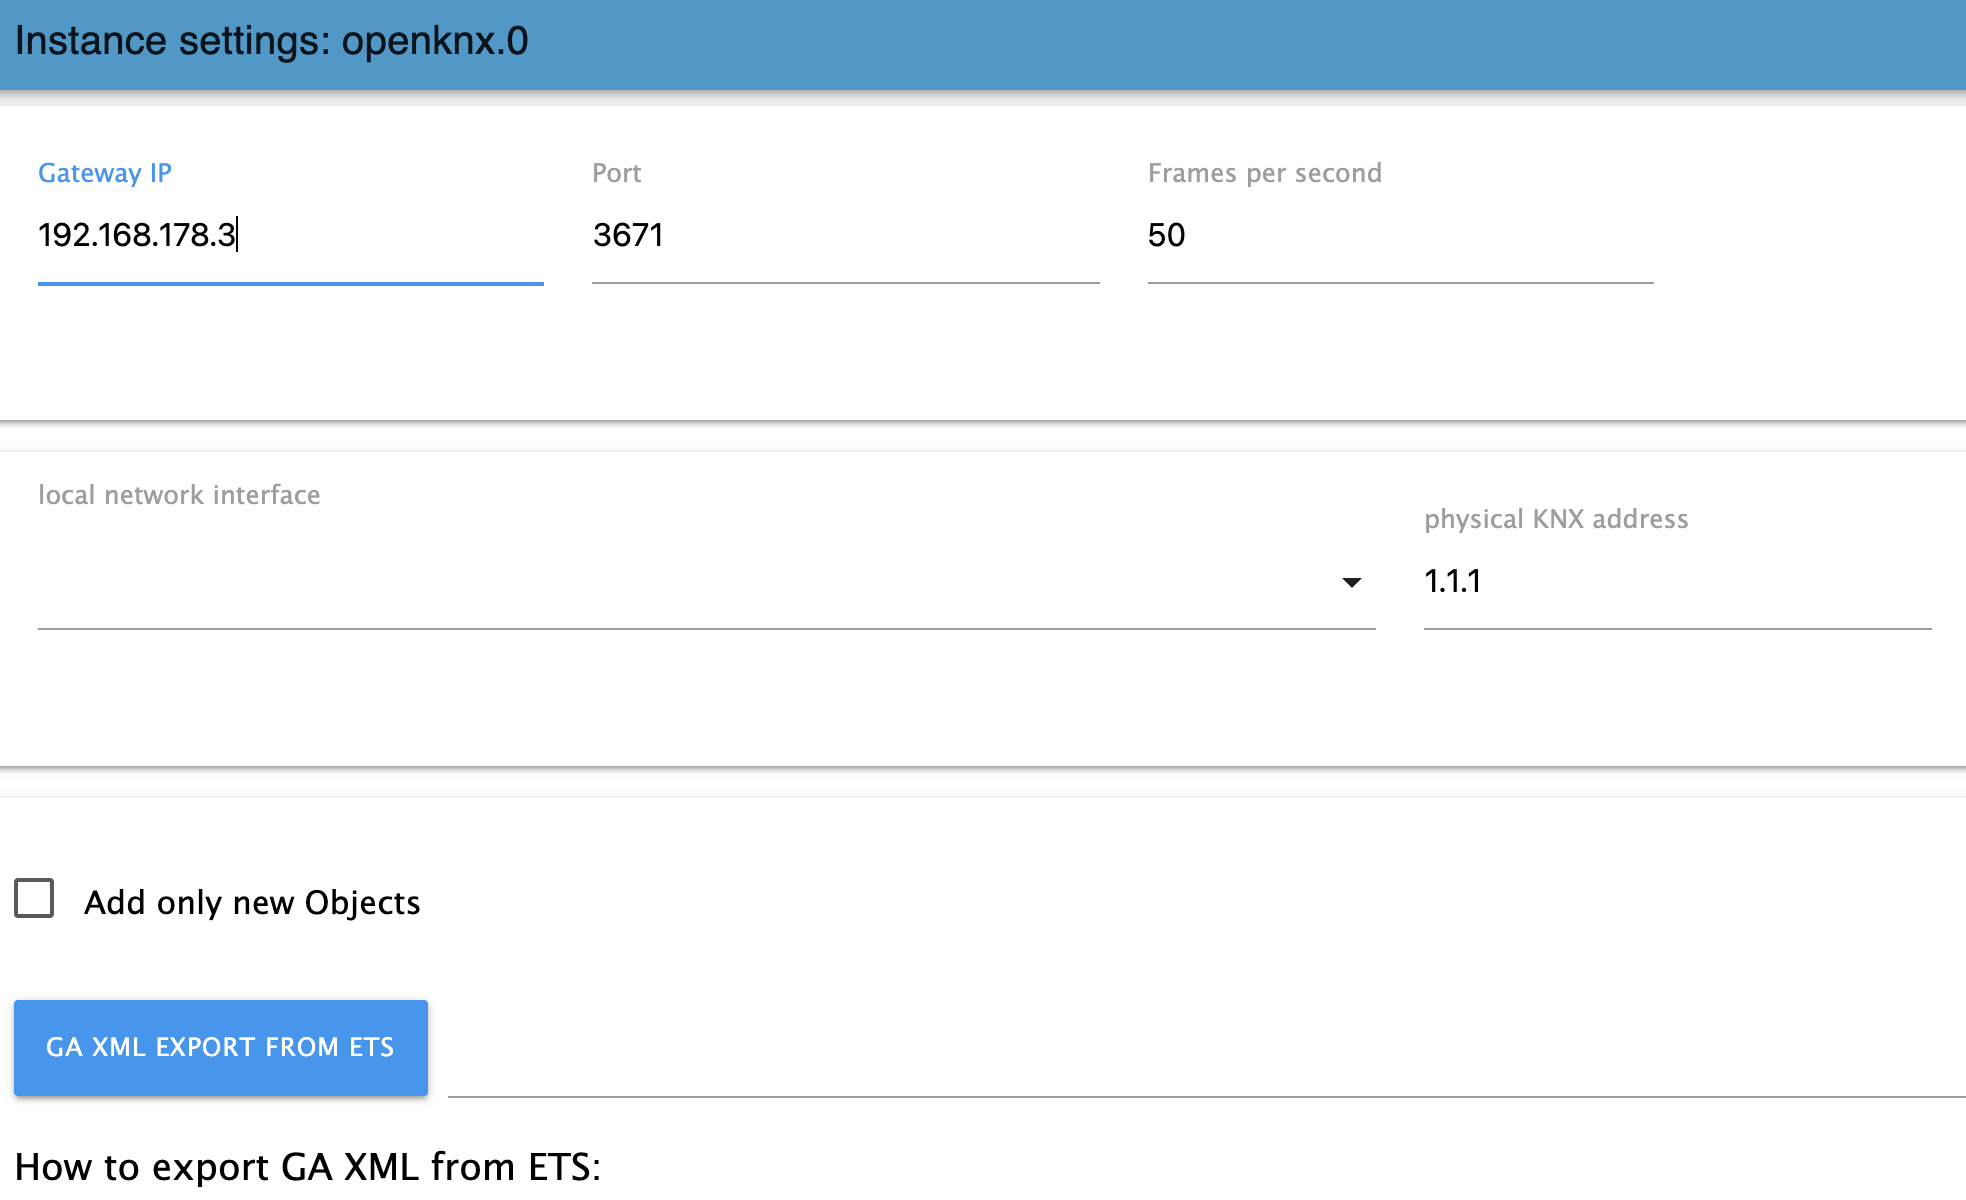 Instance settings: openknx.0
Gateway IP
Port
Frames per second
192.168.178.3
3671
50
local network interface
physical KNX address
1.1.1
Add only new Objects
GA XML EXPORT FROM ETS
How to export GA XML from ETS: